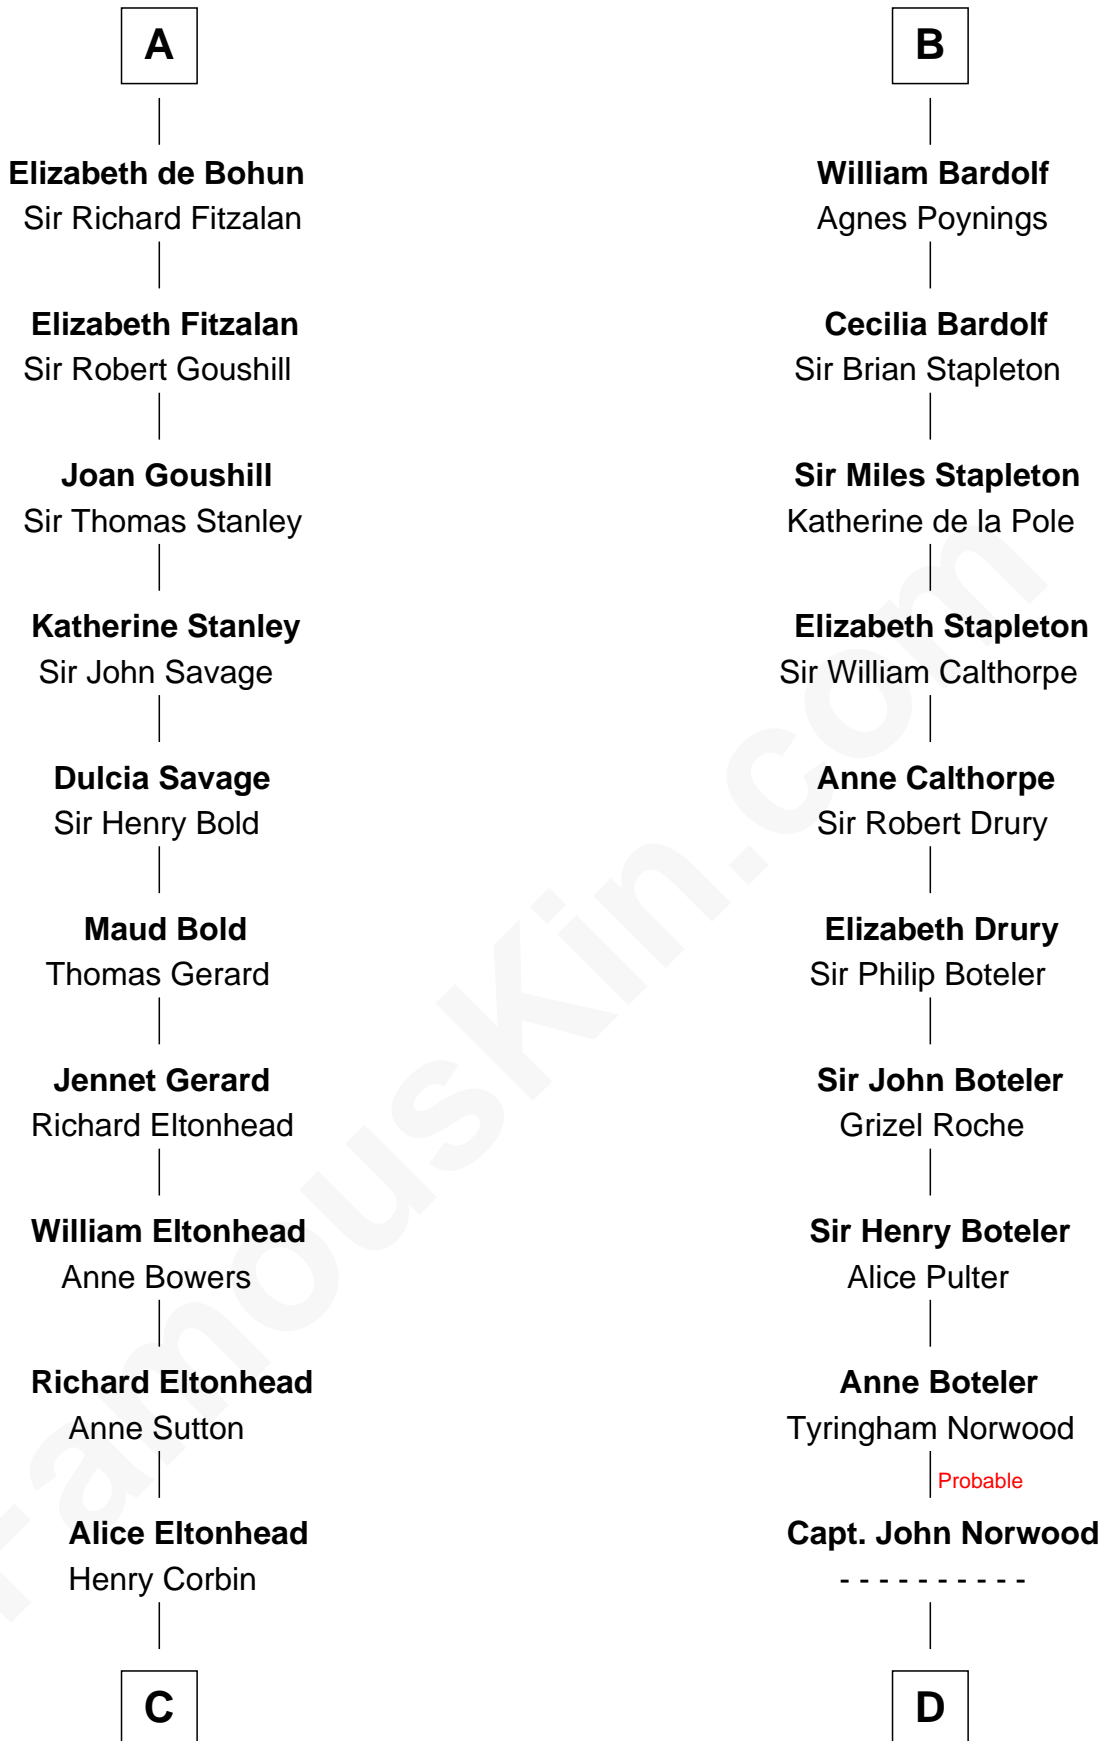 A
Elizabeth de Bohun
Sir Richard Fitzalan
Elizabeth Fitzalan
Sir Robert Goushill
Joan Goushill
Sir Thomas Stanley
Katherine Stanley
Sir John Savage
Dulcia Savage
Sir Henry Bold
Maud Bold
Thomas Gerard
Jennet Gerard
Richard Eltonhead
William Eltonhead
Anne Bowers
Richard Eltonhead
Anne Sutton
Alice Eltonhead
Henry Corbin
C
B
William Bardolf
Agnes Poynings
Cecilia Bardolf
Sir Brian Stapleton
Sir Miles Stapleton
Katherine de la Pole
Elizabeth Stapleton
Sir William Calthorpe
Anne Calthorpe
Sir Robert Drury
Elizabeth Drury
Sir Philip Boteler
Sir John Boteler
Grizel Roche
Sir Henry Boteler
Alice Pulter
Anne Boteler
Tyringham Norwood
Probable
Capt. John Norwood
- - - - - - - - - -
D
FamousKin.com